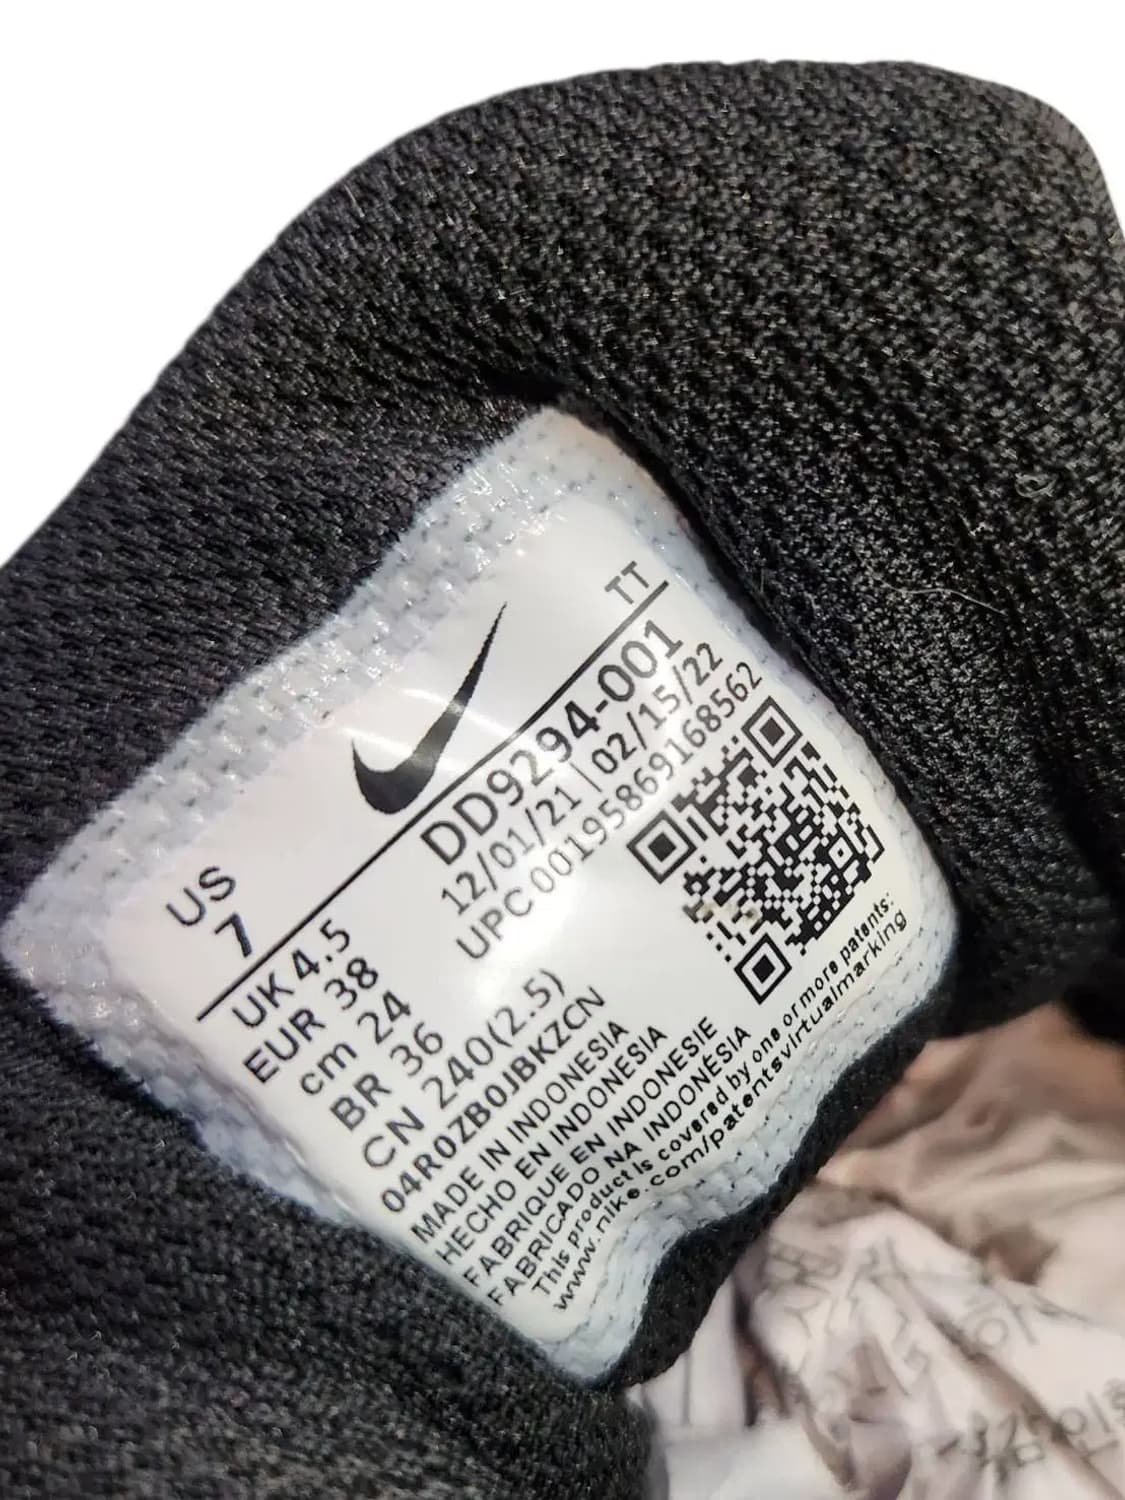 TT
DD9294-001
12/01/21 | 02/15/22
UPC 00195869168562
US
7
UK 4.5
EUR 38
cm 24
BR 36
CN 240(2.5)
04R0ZB0JBKZCN
MADE IN INDONESIA
HECHO EN INDONESIA
FABRIQUE EN INDONESIE
FABRICADO NA INDONÉSIA
This product is covered by one or more patents:
www.nike.com/patentsvirtualmarking